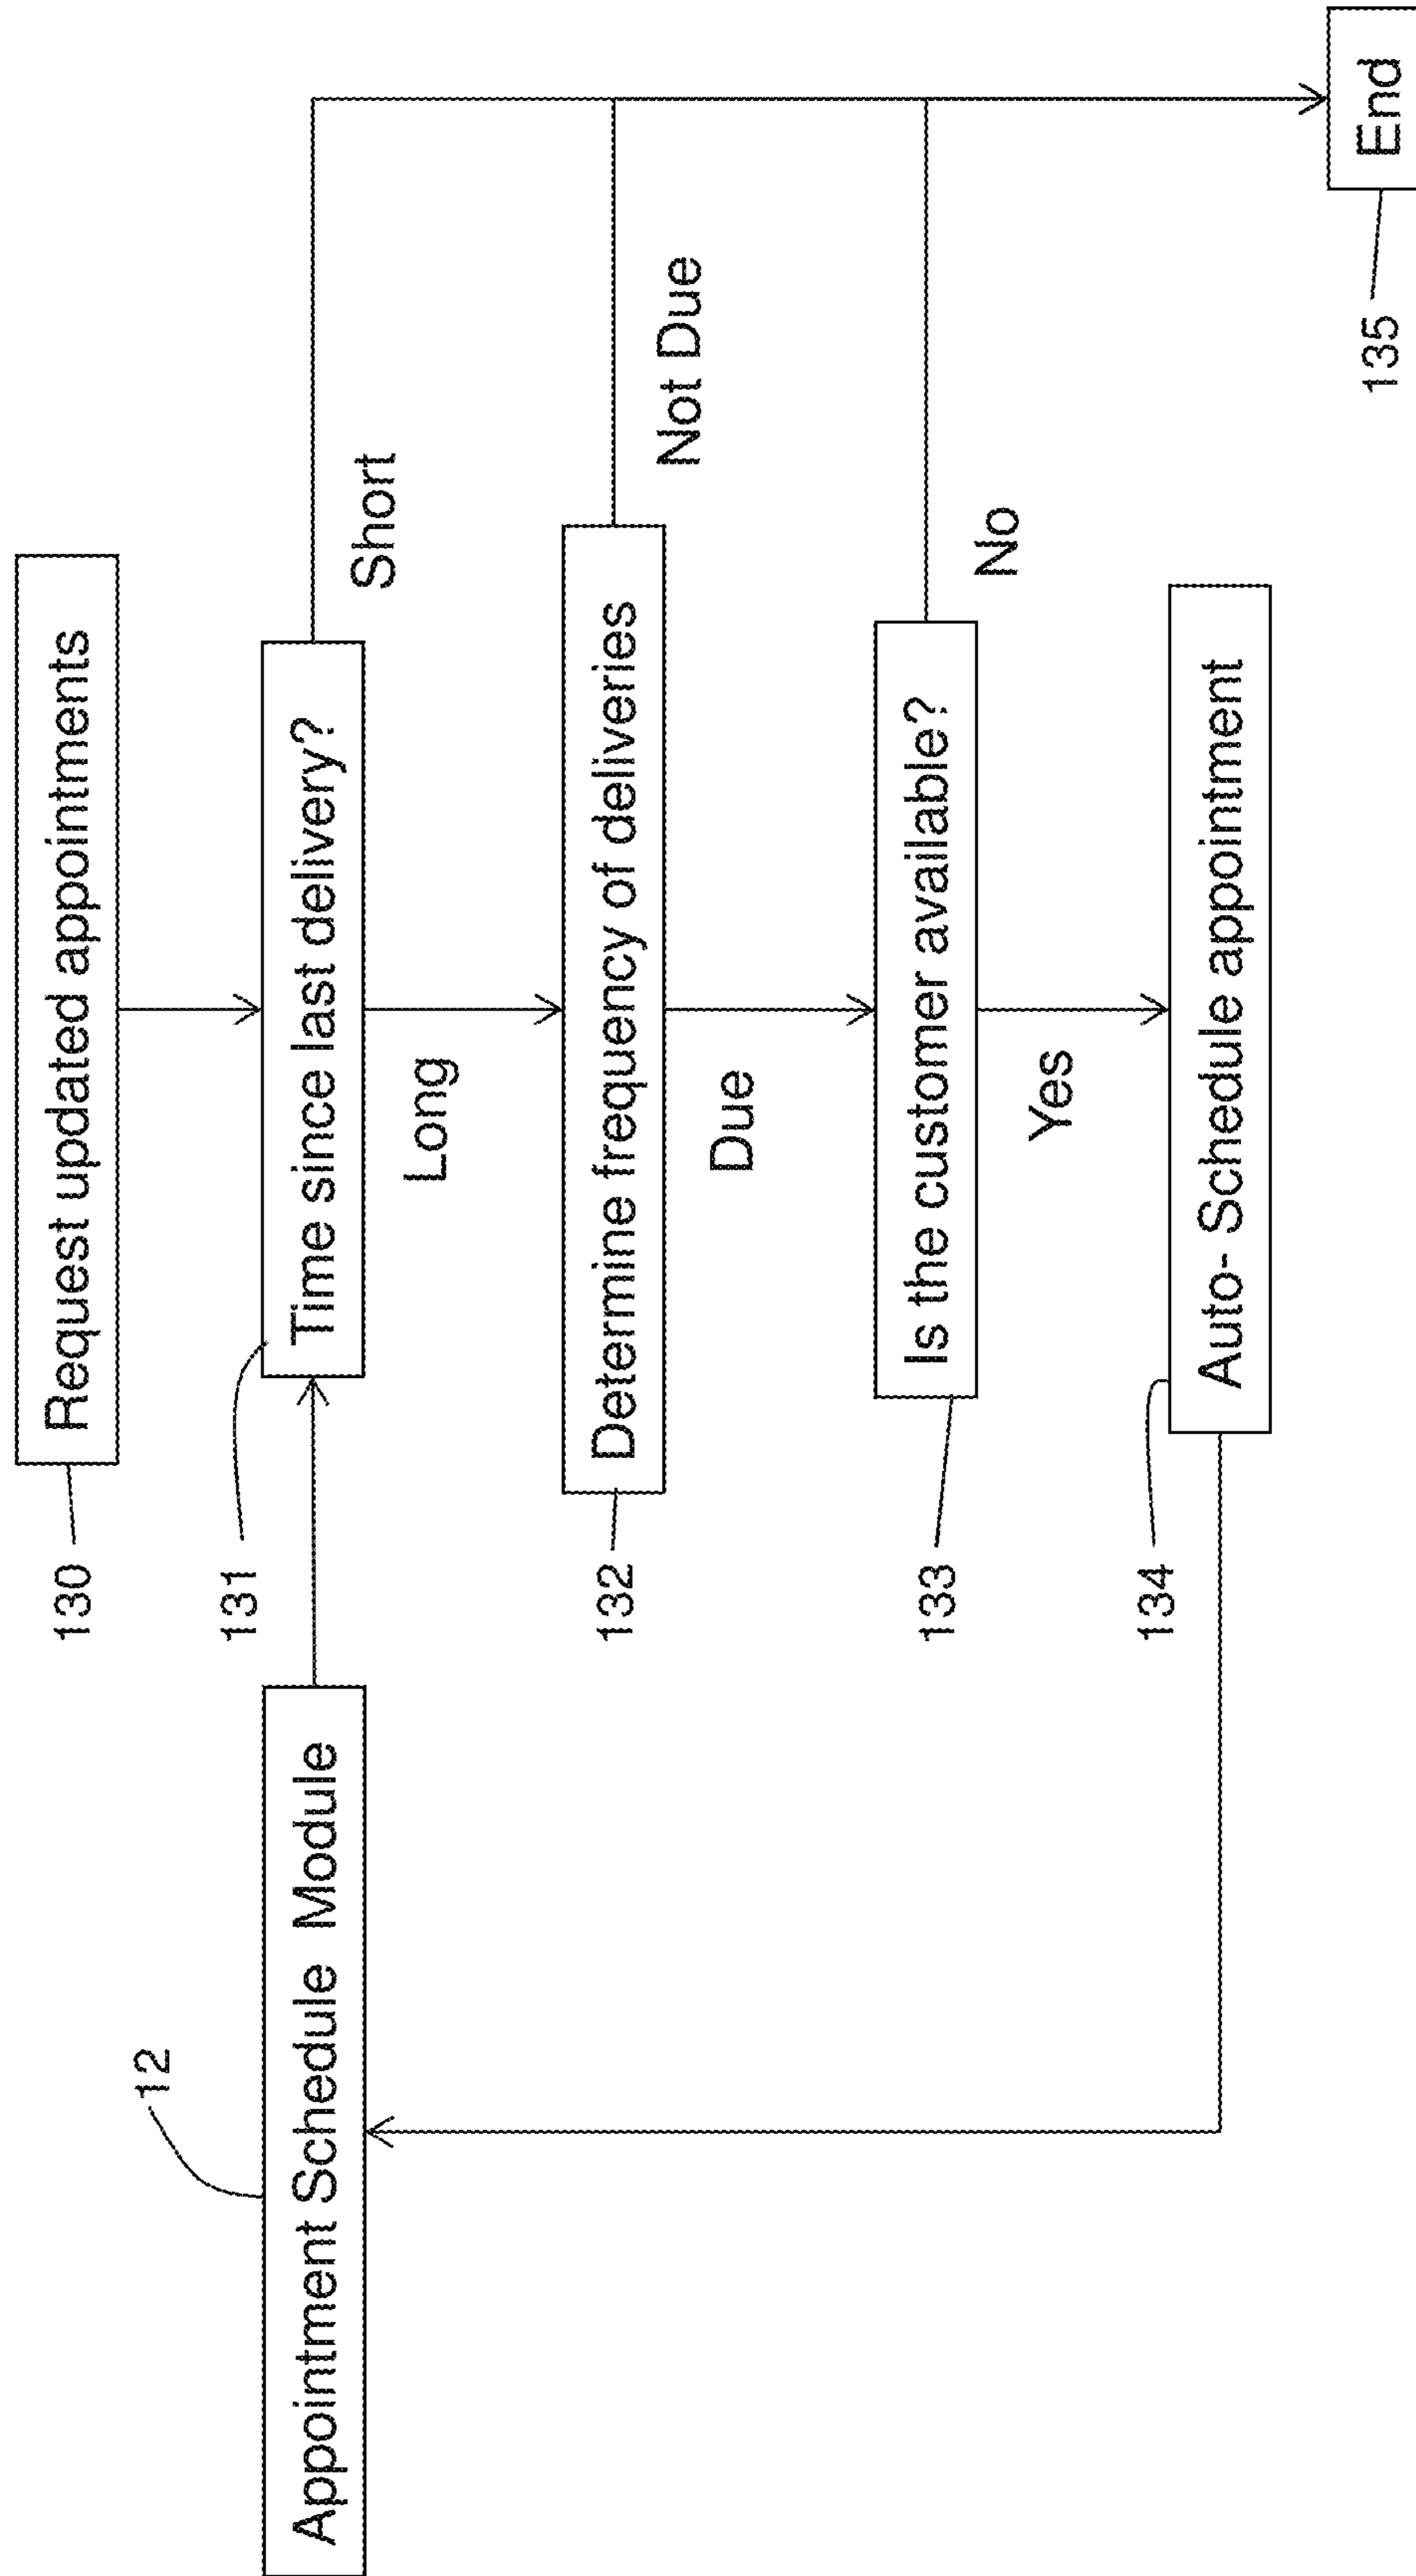 130
Request updated appointments
12
Appointment Schedule Module
131
Time since last delivery?
Short
Long
132
Determine frequency of deliveries
Not Due
Due
133
Is the customer available?
No
Yes
134
Auto- Schedule appointment
135
End